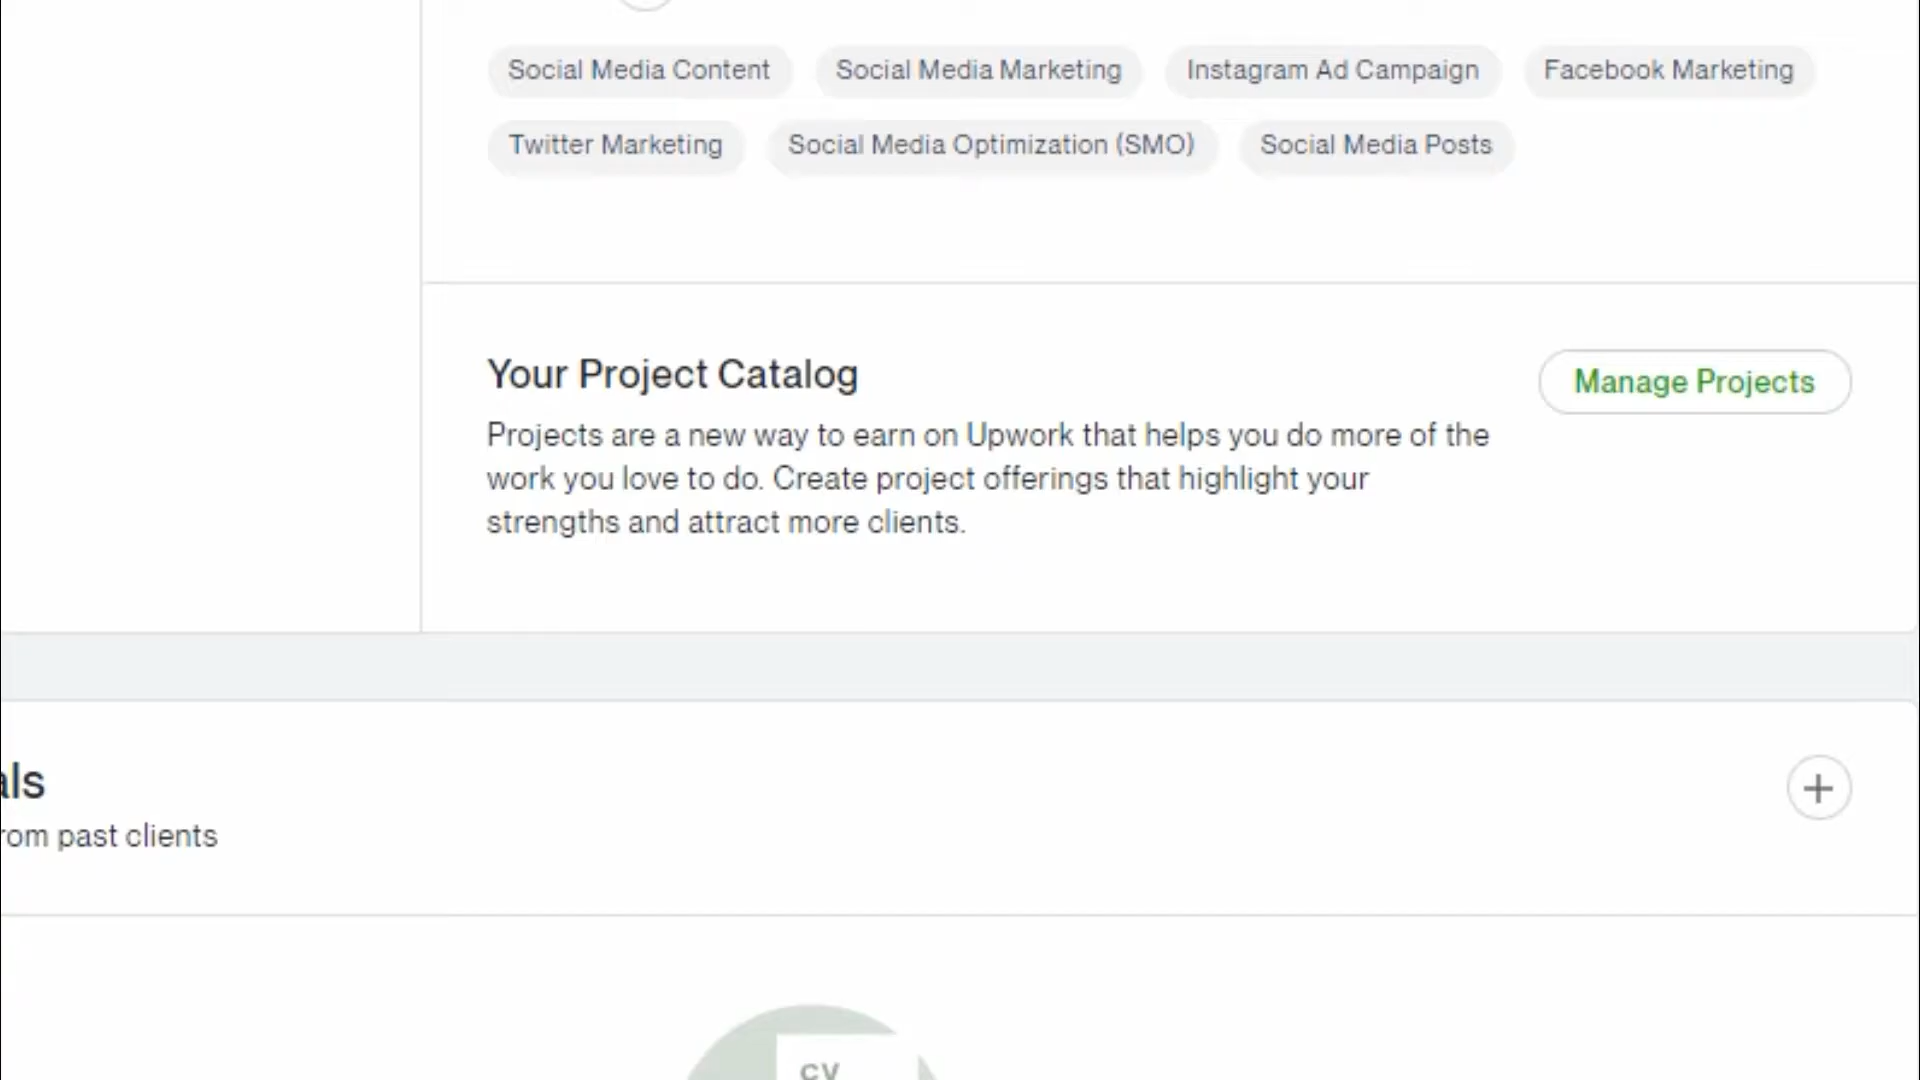 Social Media Content Social Media Marketing Instagram Ad Campaign Facebook Marketing
Twitter Marketing Social Media Optimization (SMO) Social Media Posts
Your Project Catalog
Manage Projects
Projects are a new way to earn on Upwork that helps you do more of the
work you love to do. Create project offerings that highlight your
strengths and attract more clients.
als
rom past clients
CV